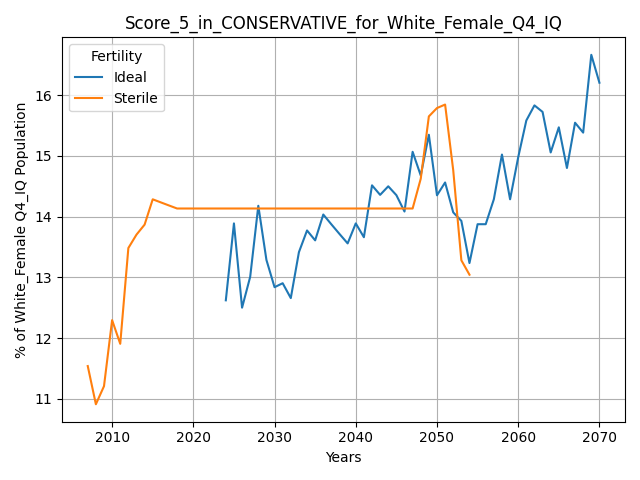 Score_5_in_CONSERVATIVE_for_White_Female_Q4_IQ
Fertility
Ideal
Sterile
% of White_Female Q4_IQ Population
16
15
14
13
12
11
2010 2020 2030 2040 2050 2060 2070
Years